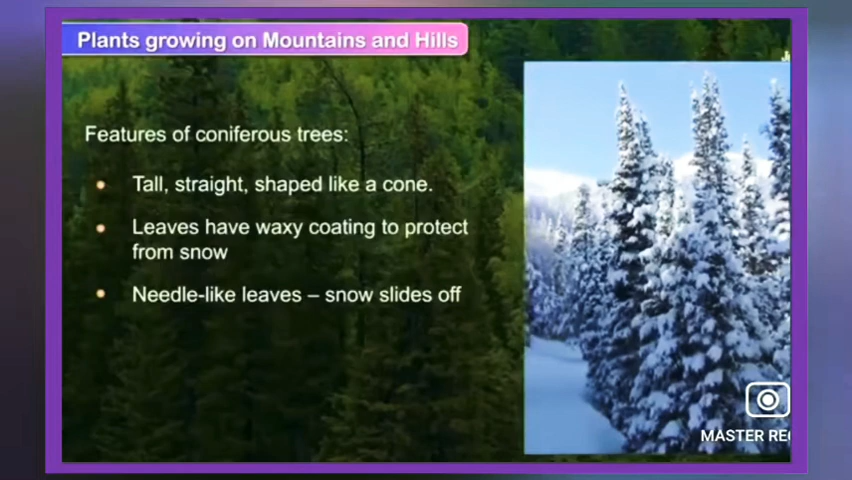 Plants growing on Mountains and Hills
Features of coniferous trees:
Tall, straight, shaped like a cone.
Leaves have waxy coating to protect
from snow
Needle-like leaves – snow slides off
MASTER